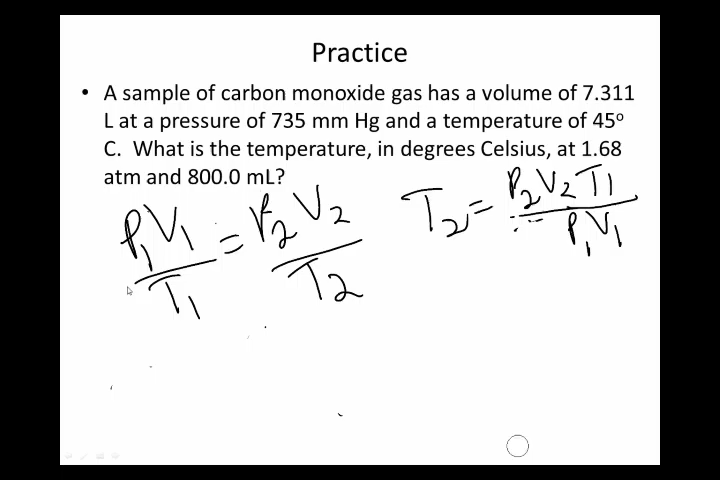 Practice
• A sample of carbon monoxide gas has a volume of 7.311
L at a pressure of 735 mm Hg and a temperature of 45º
C.  What is the temperature, in degrees Celsius, at 1.68
atm and 800.0 mL?
P₁V₁/T₁ = P₂V₂/T₂
T₂ = P₂V₂T₁/P₁V₁